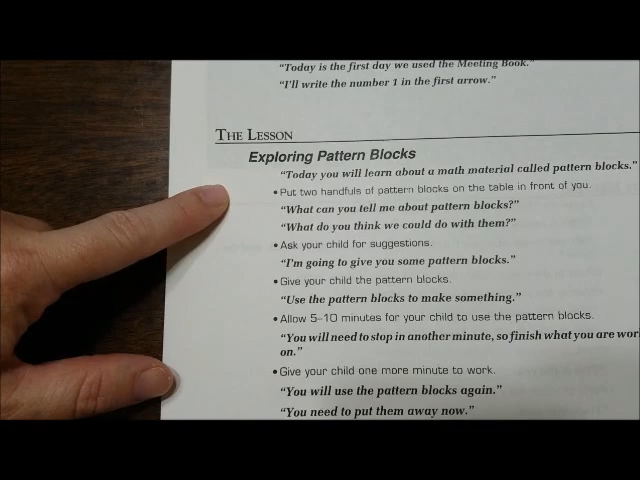 "Today is the first day we used the Meeting Book."
"I'll write the number 1 in the first arrow."
THE LESSON
Exploring Pattern Blocks
"Today you will learn about a math material called pattern blocks."
• Put two handfuls of pattern blocks on the table in front of you.
"What can you tell me about pattern blocks?"
"What do you think we could do with them?"
• Ask your child for suggestions.
"I'm going to give you some pattern blocks."
• Give your child the pattern blocks.
"Use the pattern blocks to make something."
• Allow 5–10 minutes for your child to use the pattern blocks.
"You will need to stop in another minute, so finish what you are wor
on."
• Give your child one more minute to work.
"You will use the pattern blocks again."
"You need to put them away now."